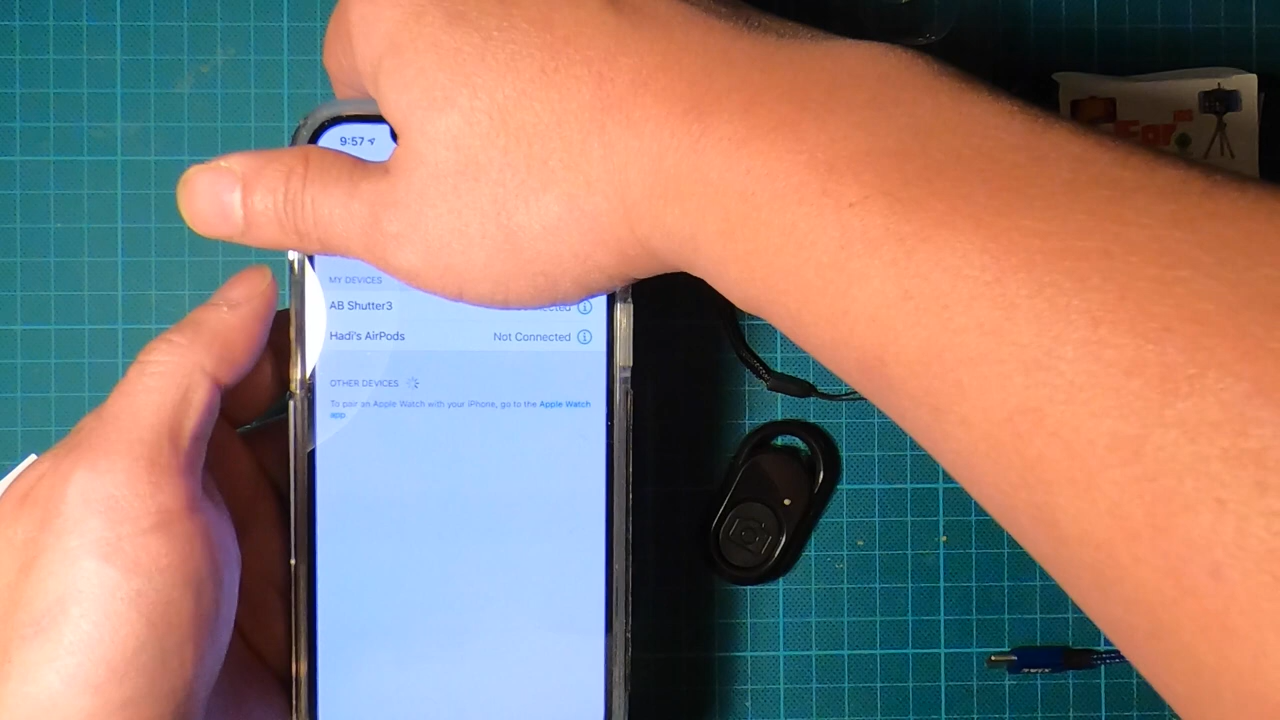 9:57
MY DEVICES
AB Shutter3
Hadi's AirPods Not Connected
OTHER DEVICES
To pair an Apple Watch with your iPhone, go to the Apple Watch
app.